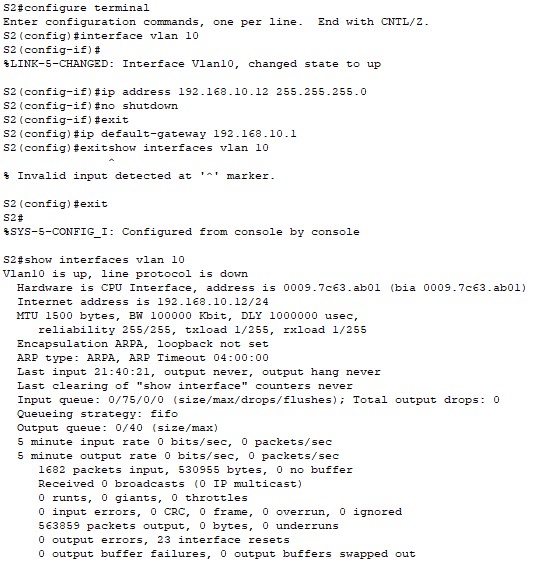 S2#configure terminal
Enter configuration commands, one per line.  End with CNTL/Z.
S2(config)#interface vlan 10
S2(config-if)#
%LINK-5-CHANGED: Interface Vlan10, changed state to up
S2(config-if)#ip address 192.168.10.12 255.255.255.0
S2(config-if)#no shutdown
S2(config-if)#exit
S2(config)#ip default-gateway 192.168.10.1
S2(config)#exitshow interfaces vlan 10
^
% Invalid input detected at '^' marker.
S2(config)#exit
S2#
%SYS-5-CONFIG_I: Configured from console by console
S2#show interfaces vlan 10
Vlan10 is up, line protocol is down
Hardware is CPU Interface, address is 0009.7c63.ab01 (bia 0009.7c63.ab01)
Internet address is 192.168.10.12/24
MTU 1500 bytes, BW 100000 Kbit, DLY 1000000 usec,
reliability 255/255, txload 1/255, rxload 1/255
Encapsulation ARPA, loopback not set
ARP type: ARPA, ARP Timeout 04:00:00
Last input 21:40:21, output never, output hang never
Last clearing of "show interface" counters never
Input queue: 0/75/0/0 (size/max/drops/flushes); Total output drops: 0
Queueing strategy: fifo
Output queue: 0/40 (size/max)
5 minute input rate 0 bits/sec, 0 packets/sec
5 minute output rate 0 bits/sec, 0 packets/sec
1682 packets input, 530955 bytes, 0 no buffer
Received 0 broadcasts (0 IP multicast)
0 runts, 0 giants, 0 throttles
0 input errors, 0 CRC, 0 frame, 0 overrun, 0 ignored
563859 packets output, 0 bytes, 0 underruns
0 output errors, 23 interface resets
0 output buffer failures, 0 output buffers swapped out